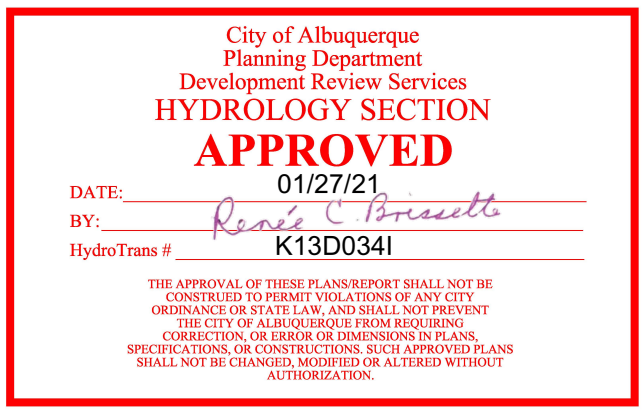 City of Albuquerque
Planning Department
Development Review Services
HYDROLOGY SECTION
APPROVED
DATE: 01/27/21
BY: Renée C. Brissette
HydroTrans # K13D034I
THE APPROVAL OF THESE PLANS/REPORT SHALL NOT BE
CONSTRUED TO PERMIT VIOLATIONS OF ANY CITY
ORDINANCE OR STATE LAW, AND SHALL NOT PREVENT
THE CITY OF ALBUQUERQUE FROM REQUIRING
CORRECTION, OR ERROR OR DIMENSIONS IN PLANS,
SPECIFICATIONS, OR CONSTRUCTIONS. SUCH APPROVED PLANS
SHALL NOT BE CHANGED, MODIFIED OR ALTERED WITHOUT
AUTHORIZATION.